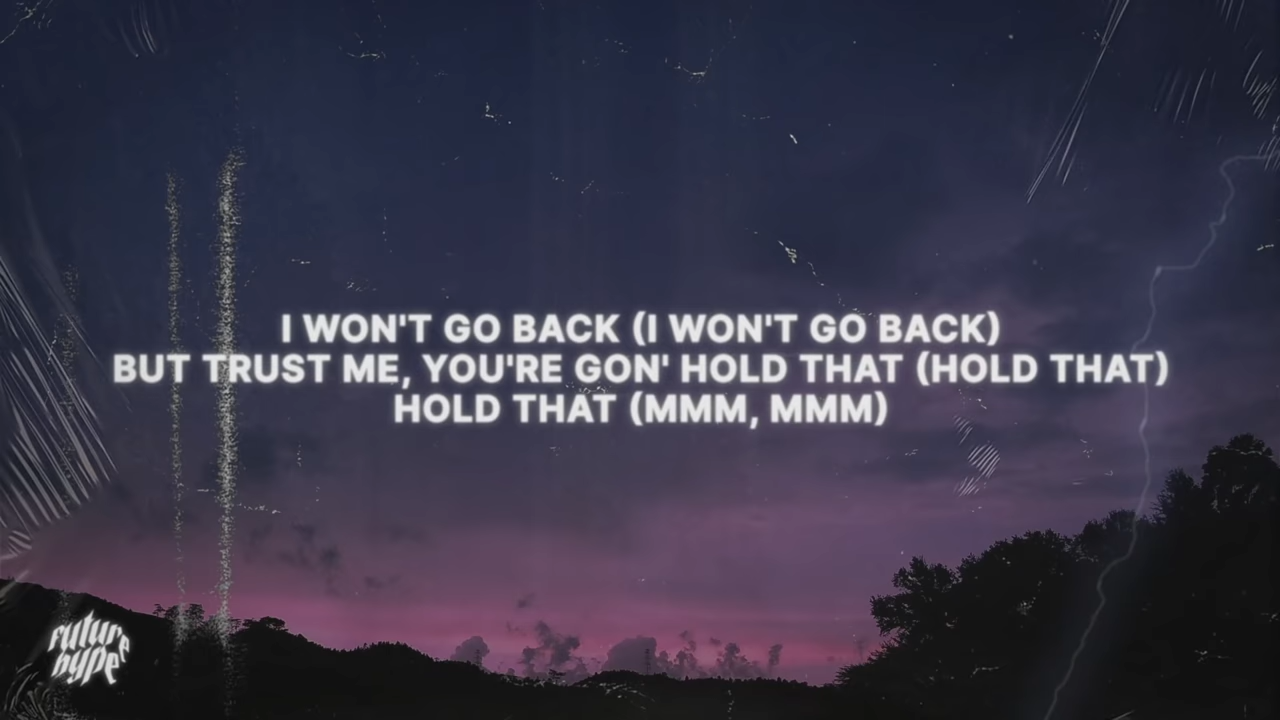 I WON'T GO BACK (I WON'T GO BACK)
BUT TRUST ME, YOU'RE GON' HOLD THAT (HOLD THAT)
HOLD THAT (MMM, MMM)
future
hype